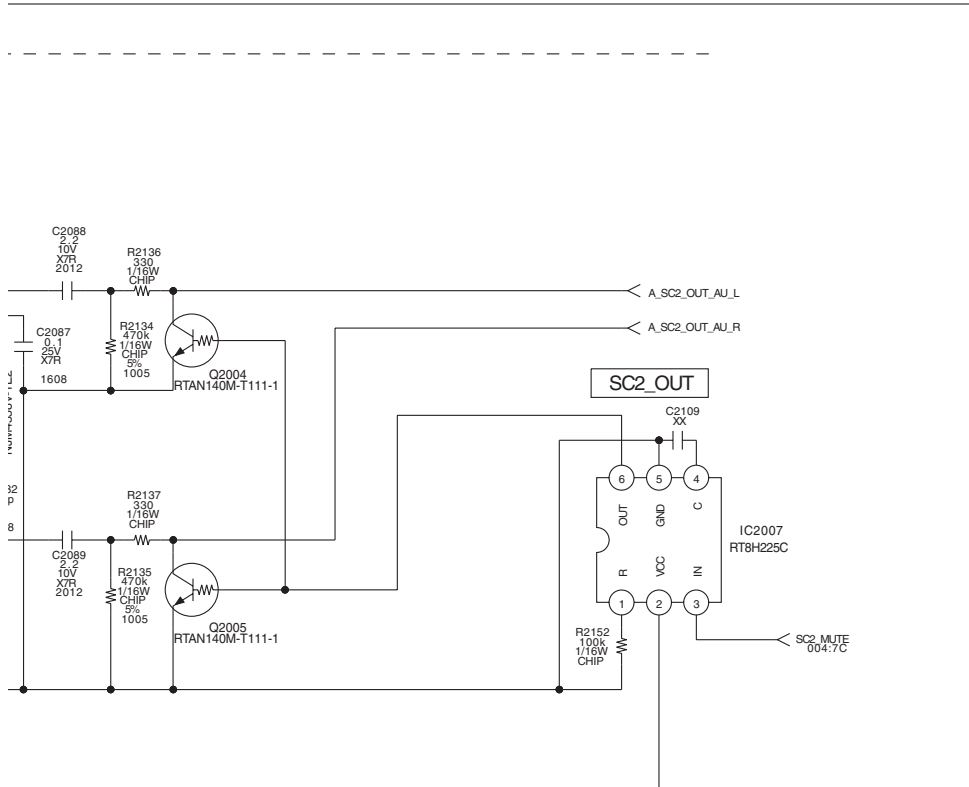 C2088
2.2
10V
X7R
2012
R2136
330
1/16W
CHIP
A_SC2_OUT_AU_L
C2087
0.1
25V
X7R
1608
R2134
470k
1/16W
CHIP
5%
1005
Q2004
RTAN140M-T111-1
A_SC2_OUT_AU_R
SC2_OUT
C2109
XX
6
5
4
OUT
GND
C
IC2007
RT8H225C
R
VCC
IN
1
2
3
R2137
330
1/16W
CHIP
8
C2089
2.2
10V
X7R
2012
R2135
470k
1/16W
CHIP
5%
1005
Q2005
RTAN140M-T111-1
R2152
100k
1/16W
CHIP
SC2_MUTE
004:7C